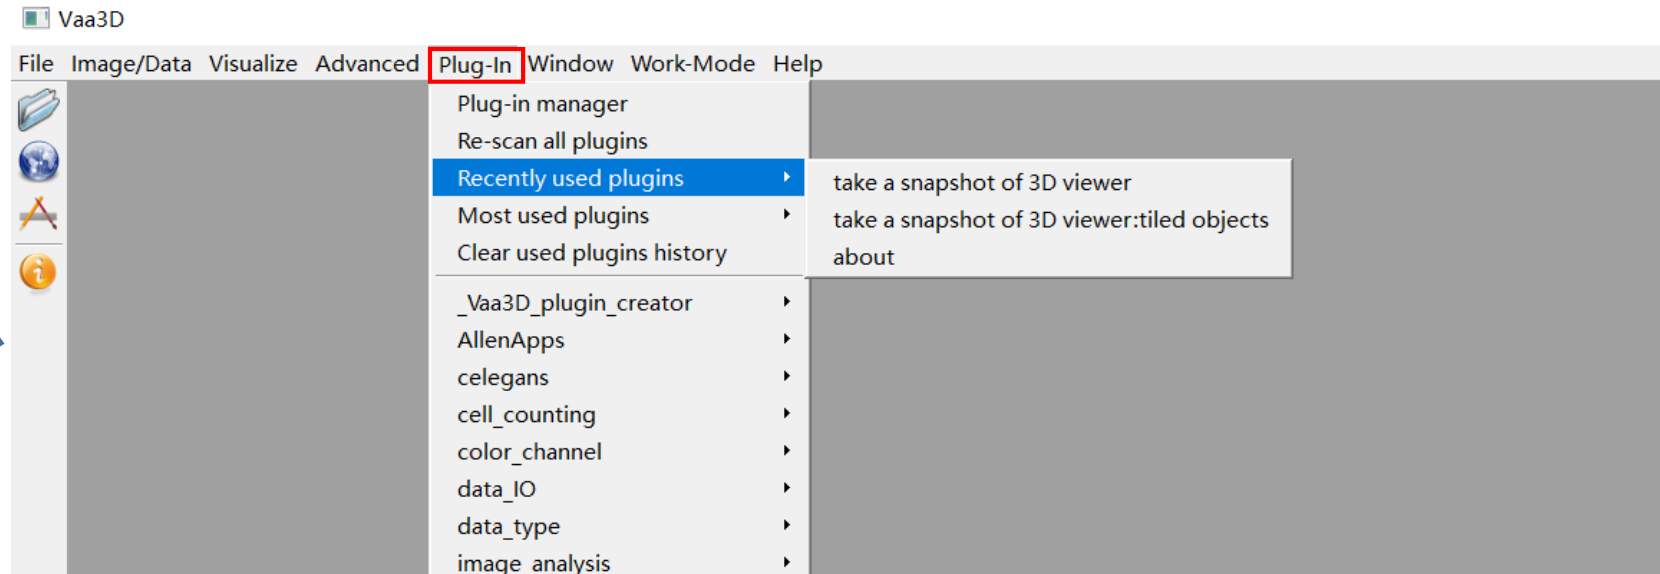 Vaa3D
File Image/Data Visualize Advanced Plug-In Window Work-Mode Help
Plug-in manager
Re-scan all plugins
Recently used plugins
take a snapshot of 3D viewer
Most used plugins
take a snapshot of 3D viewer:tiled objects
Clear used plugins history
about
_Vaa3D_plugin_creator
AllenApps
celegans
cell_counting
color_channel
data_IO
data_type
image_analysis